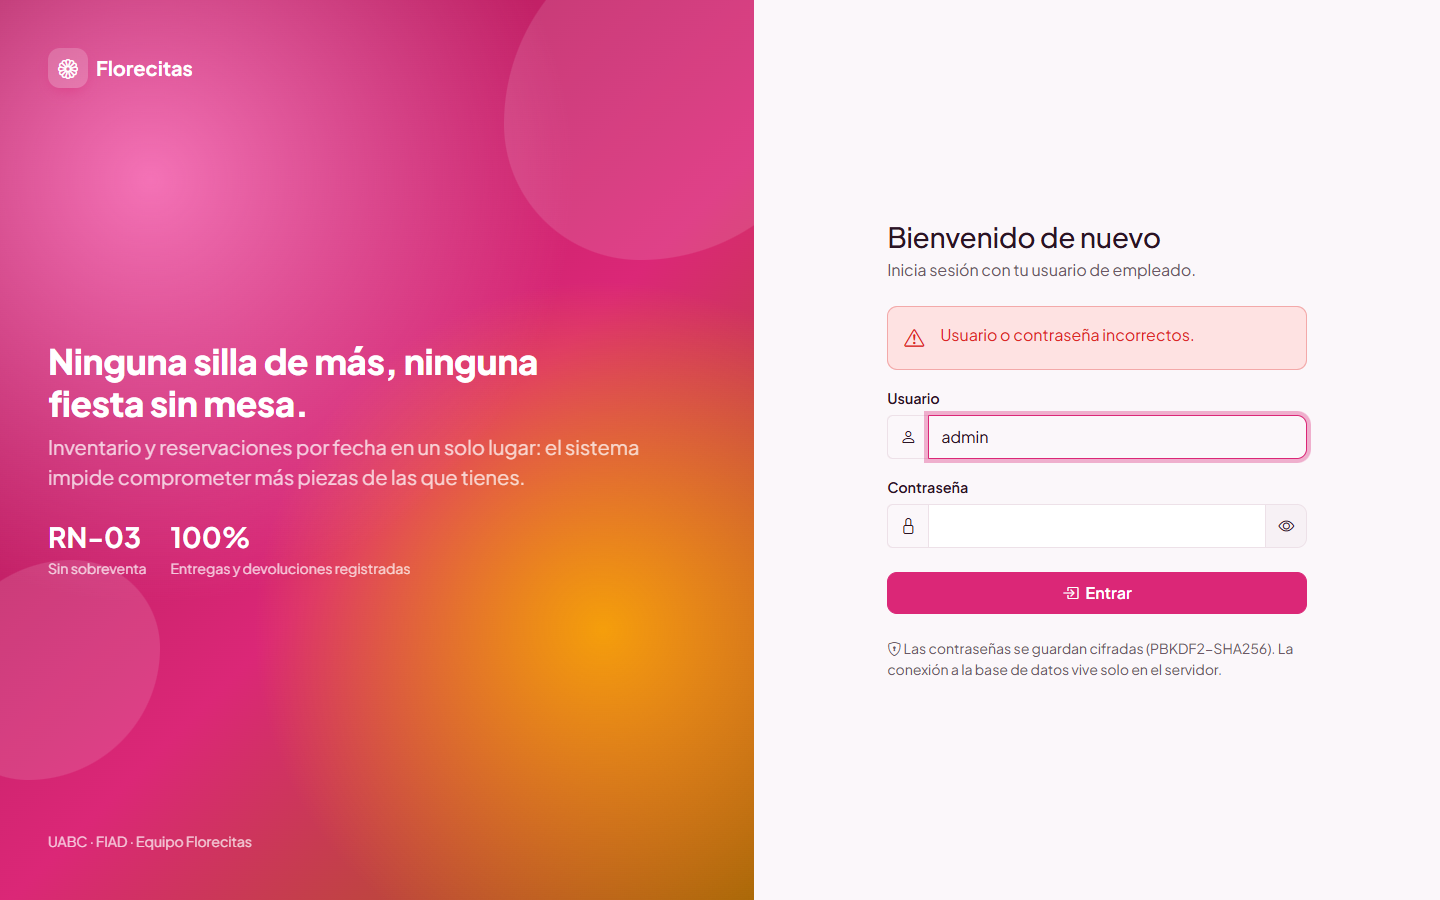 Florecitas
Ninguna silla de más, ninguna
fiesta sin mesa.
Inventario y reservaciones por fecha en un solo lugar: el sistema
impide comprometer más piezas de las que tienes.
RN-03
Sin sobreventa
100%
Entregas y devoluciones registradas
UABC · FIAD · Equipo Florecitas
Bienvenido de nuevo
Inicia sesión con tu usuario de empleado.
Usuario o contraseña incorrectos.
Usuario
admin
Contraseña
Entrar
Las contraseñas se guardan cifradas (PBKDF2-SHA256). La
conexión a la base de datos vive solo en el servidor.